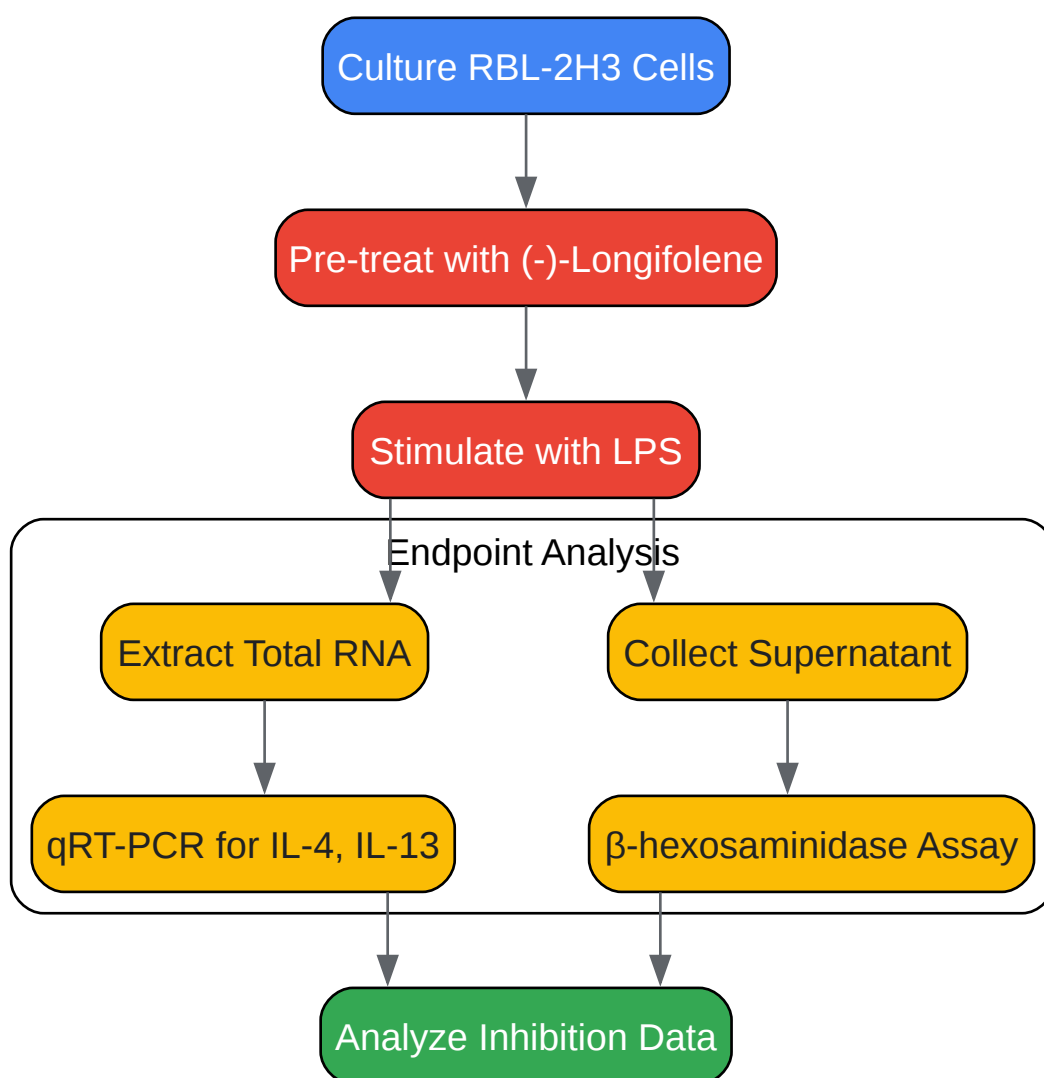 Culture RBL-2H3 Cells
Pre-treat with (-)-Longifolene
Stimulate with LPS
Endpoint Analysis
Extract Total RNA
Collect Supernatant
qRT-PCR for IL-4, IL-13
β-hexosaminidase Assay
Analyze Inhibition Data